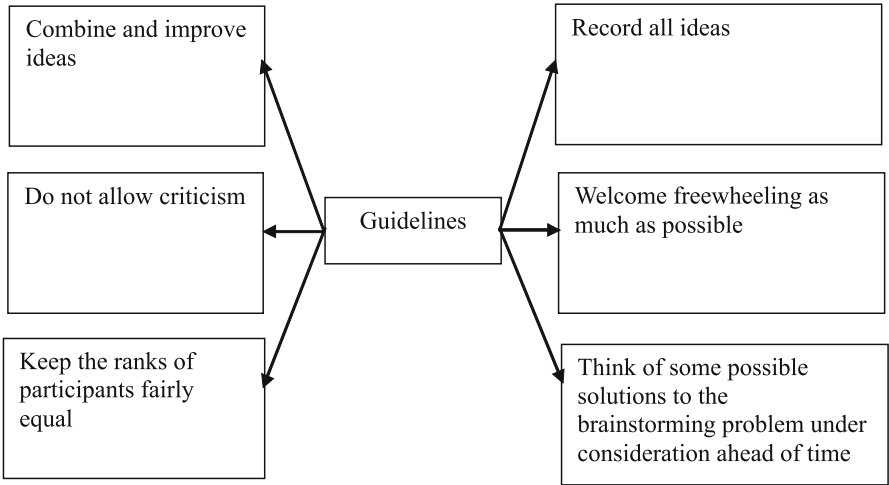 Combine and improve
ideas
Do not allow criticism
Keep the ranks of
participants fairly
equal
Guidelines
Record all ideas
Welcome freewheeling as
much as possible
Think of some possible
solutions to the
brainstorming problem under
consideration ahead of time